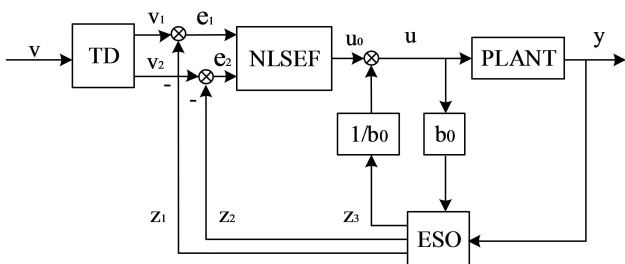 v
TD
v1
v2
-
-
e1
e2
NLSEF
u0
u
PLANT
y
1/b0
b0
z1
z2
z3
ESO